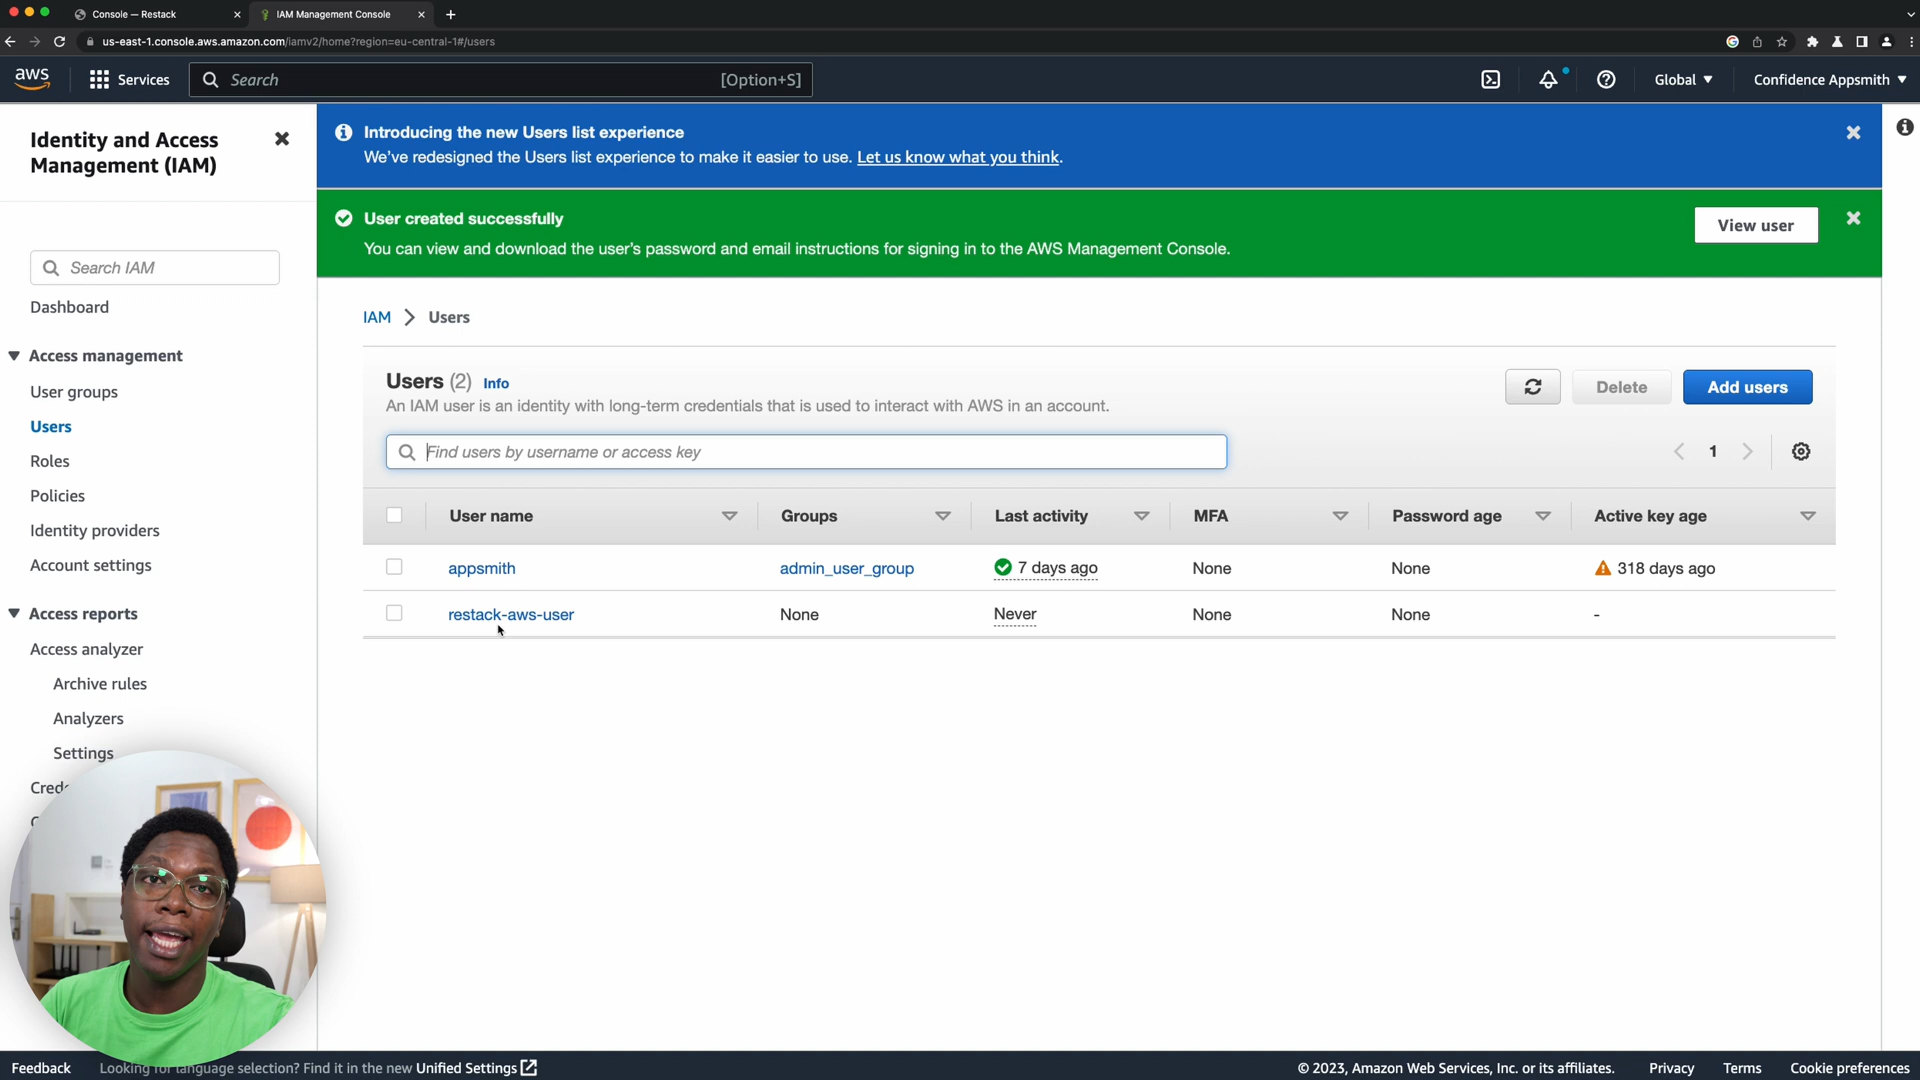 Console — Restack
IAM Management Console
us-east-1.console.aws.amazon.com/iamv2/home?region=eu-central-1#/users
aws
Services
Search
[Option+S]
Global
Confidence Appsmith
Identity and Access
Management (IAM)
Search IAM
Dashboard
Access management
User groups
Users
Roles
Policies
Identity providers
Account settings
Access reports
Access analyzer
Archive rules
Analyzers
Settings
Introducing the new Users list experience
We've redesigned the Users list experience to make it easier to use. Let us know what you think.
User created successfully
You can view and download the user's password and email instructions for signing in to the AWS Management Console.
View user
IAM > Users
Users (2) Info
An IAM user is an identity with long-term credentials that is used to interact with AWS in an account.
Delete
Add users
Find users by username or access key
1
User name Groups Last activity MFA Password age Active key age
appsmith admin_user_group 7 days ago None None 318 days ago
restack-aws-user None Never None None -
Feedback
Looking for language selection? Find it in the new Unified Settings
© 2023, Amazon Web Services, Inc. or its affiliates.
Privacy
Terms
Cookie preferences